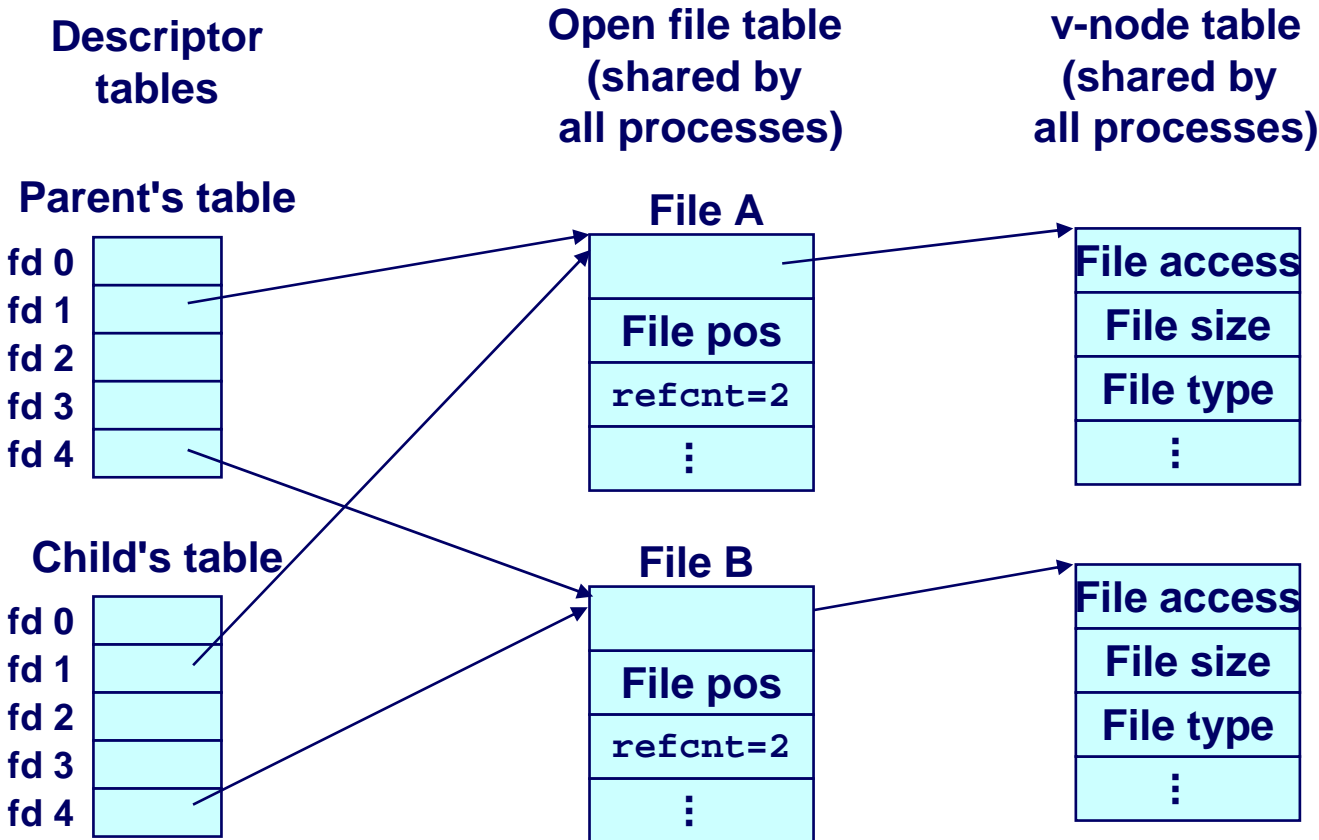 Descriptor
tables
Open file table
(shared by
all processes)
v-node table
(shared by
all processes)
Parent's table
fd 0
fd 1
fd 2
fd 3
fd 4
File A
File pos
refcnt=2
...
File access
File size
File type
...
Child's table
fd 0
fd 1
fd 2
fd 3
fd 4
File B
File pos
refcnt=2
...
File access
File size
File type
...